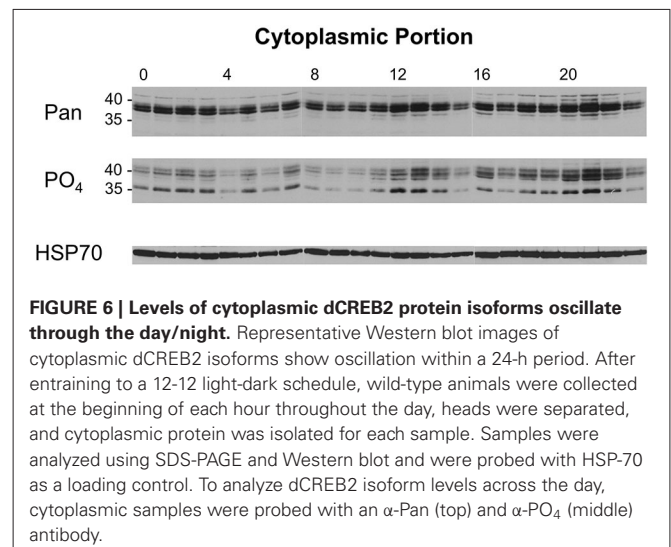 Cytoplasmic Portion
0 4 8 12 16 20
Pan 40 -
35 -
PO4 40 -
35 -
HSP70
FIGURE 6 | Levels of cytoplasmic dCREB2 protein isoforms oscillate
through the day/night. Representative Western blot images of
cytoplasmic dCREB2 isoforms show oscillation within a 24-h period. After
entraining to a 12-12 light-dark schedule, wild-type animals were collected
at the beginning of each hour throughout the day, heads were separated,
and cytoplasmic protein was isolated for each sample. Samples were
analyzed using SDS-PAGE and Western blot and were probed with HSP-70
as a loading control. To analyze dCREB2 isoform levels across the day,
cytoplasmic samples were probed with an α-Pan (top) and α-PO4 (middle)
antibody.